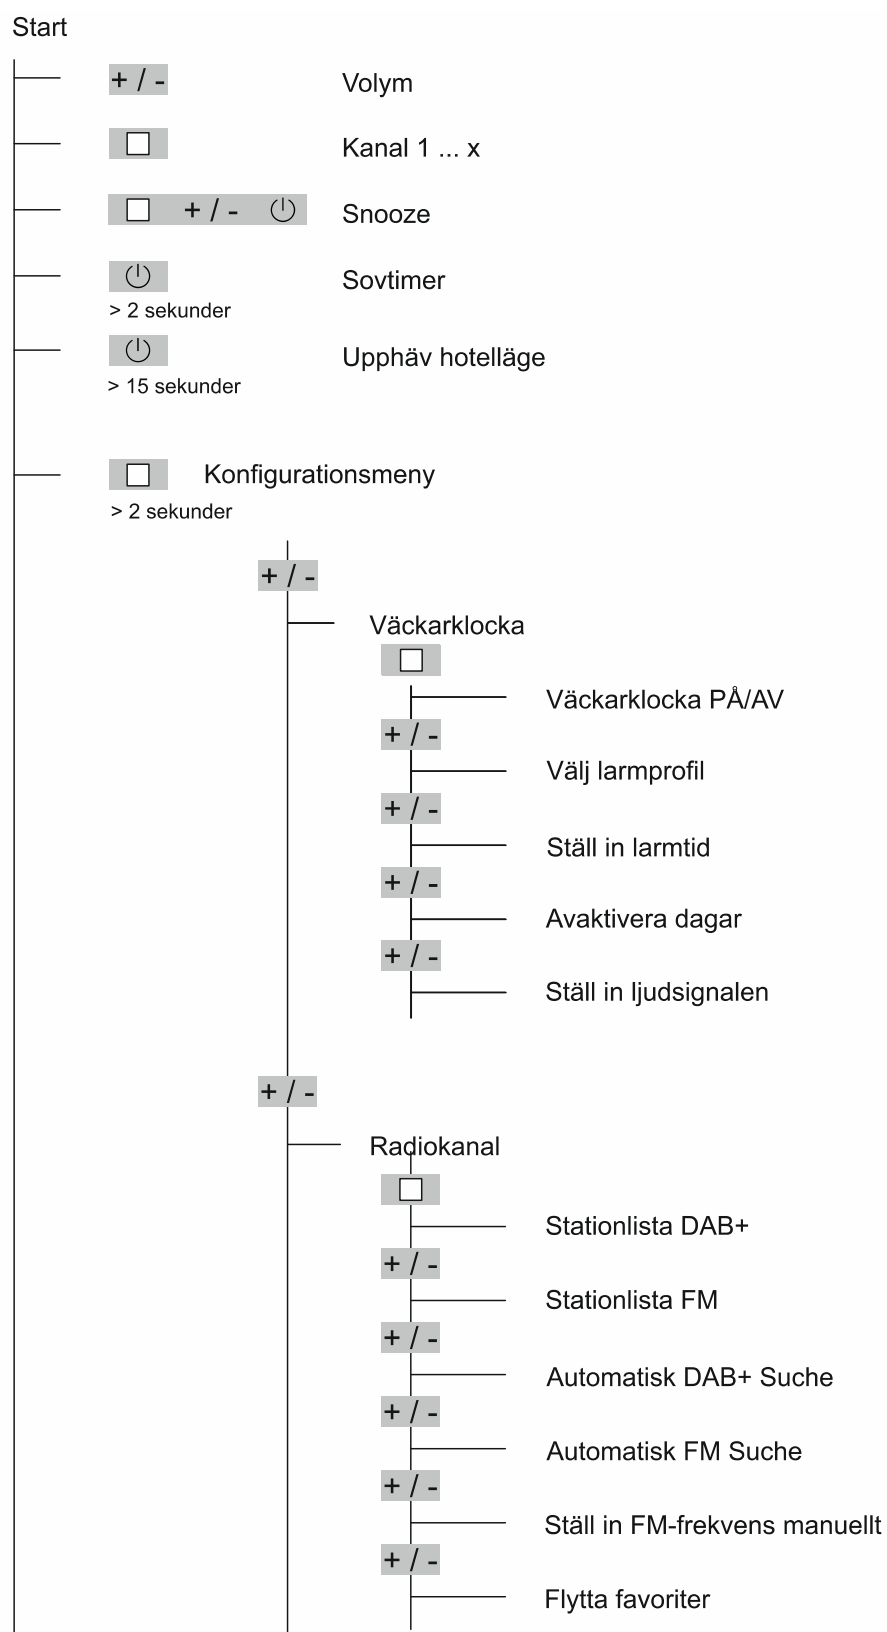 Start
+ / - Volym
Kanal 1 ... x
+ / - Snooze
Sovtimer
> 2 sekunder
Upphäv hotelläge
> 15 sekunder
Konfigurationsmeny
> 2 sekunder
+ / -
Väckarklocka
Väckarklocka PÅ/AV
+ / -
Välj larmprofil
+ / -
Ställ in larmtid
+ / -
Avaktivera dagar
+ / -
Ställ in ljudsignalen
+ / -
Radiokanal
Stationlista DAB+
+ / -
Stationlista FM
+ / -
Automatisk DAB+ Suche
+ / -
Automatisk FM Suche
+ / -
Ställ in FM-frekvens manuellt
+ / -
Flytta favoriter